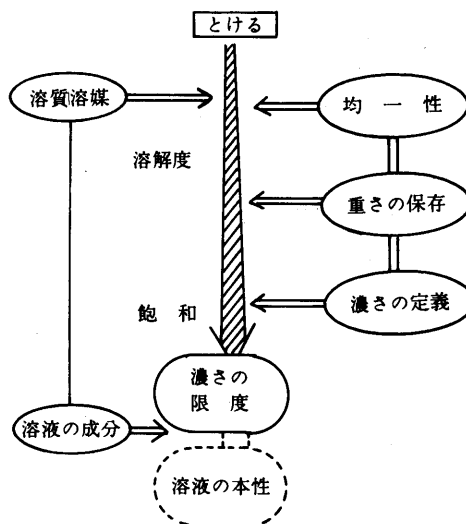 とける
溶質溶媒
均一性
溶解度
重さの保存
濃さの定義
飽和
濃さの
限度
溶液の成分
溶液の本性